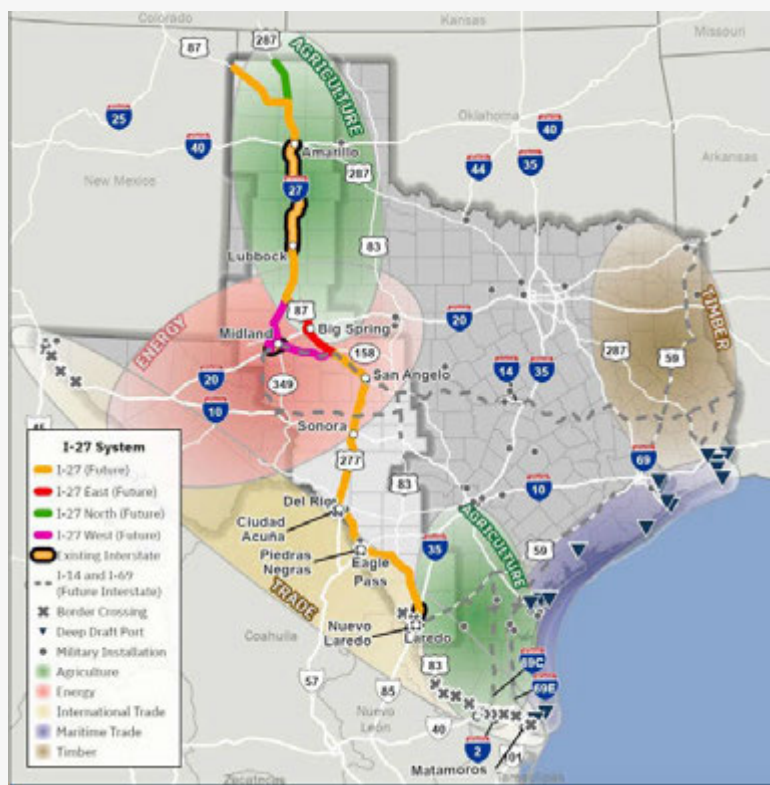 Colorado
Kansas
Missouri
87
287
AGRICULTURE
25
40
Oklahoma
40
Amarillo
35
44
Arkansas
New Mexico
27
287
Lubbock
83
87
Big Spring
20
TIMBER
Midland
ENERGY
158
287
59
349
San Angelo
14
35
20
10
45
Sonora
I-27 System
I-27 (Future)
I-27 East (Future)
I-27 North (Future)
I-27 West (Future)
Existing Interstate
I-14 and I-69
(Future Interstate)
Border Crossing
Deep Draft Port
Military Installation
Agriculture
Energy
International Trade
Maritime Trade
Timber
277
83
69
10
Del Rio
Ciudad
Acuña
35
AGRICULTURE
59
Piedras
Negras
Eagle
Pass
TRADE
Coahuila
Nuevo
Laredo
Laredo
83
69C
69E
57
85
Nuevo
León
40
2
101
Matamoros
Tamaulipas
Zacatecas